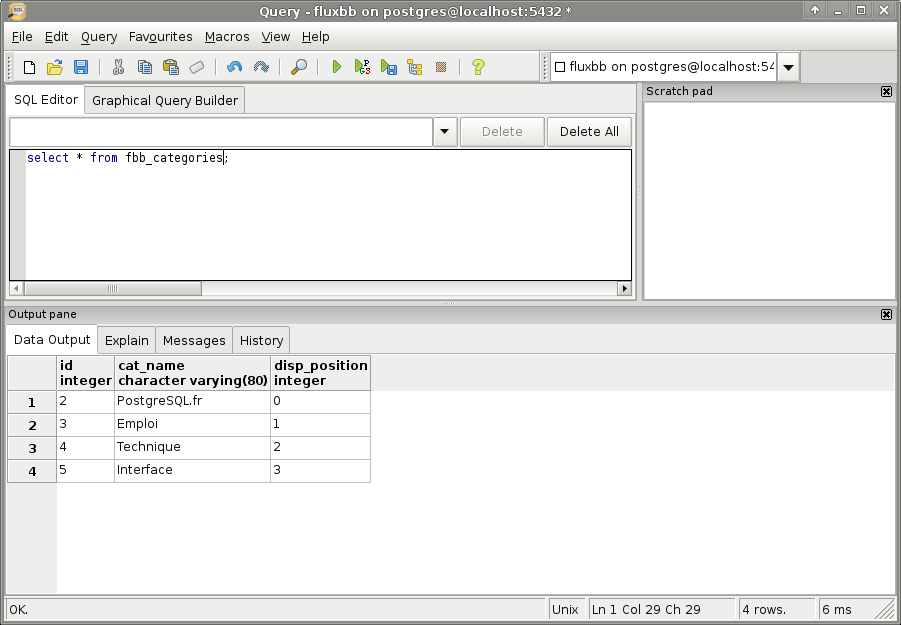 Query - fluxbb on postgres@localhost:5432 *
File Edit Query Favourites Macros View Help
fluxbb on postgres@localhost:54
SQL Editor Graphical Query Builder
Scratch pad
Delete Delete All
select * from fbb_categories;
Output pane
Data Output Explain Messages History
id cat_name disp_position
integer character varying(80) integer
1 2 PostgreSQL.fr 0
2 3 Emploi 1
3 4 Technique 2
4 5 Interface 3
OK. Unix Ln 1 Col 29 Ch 29 4 rows. 6 ms